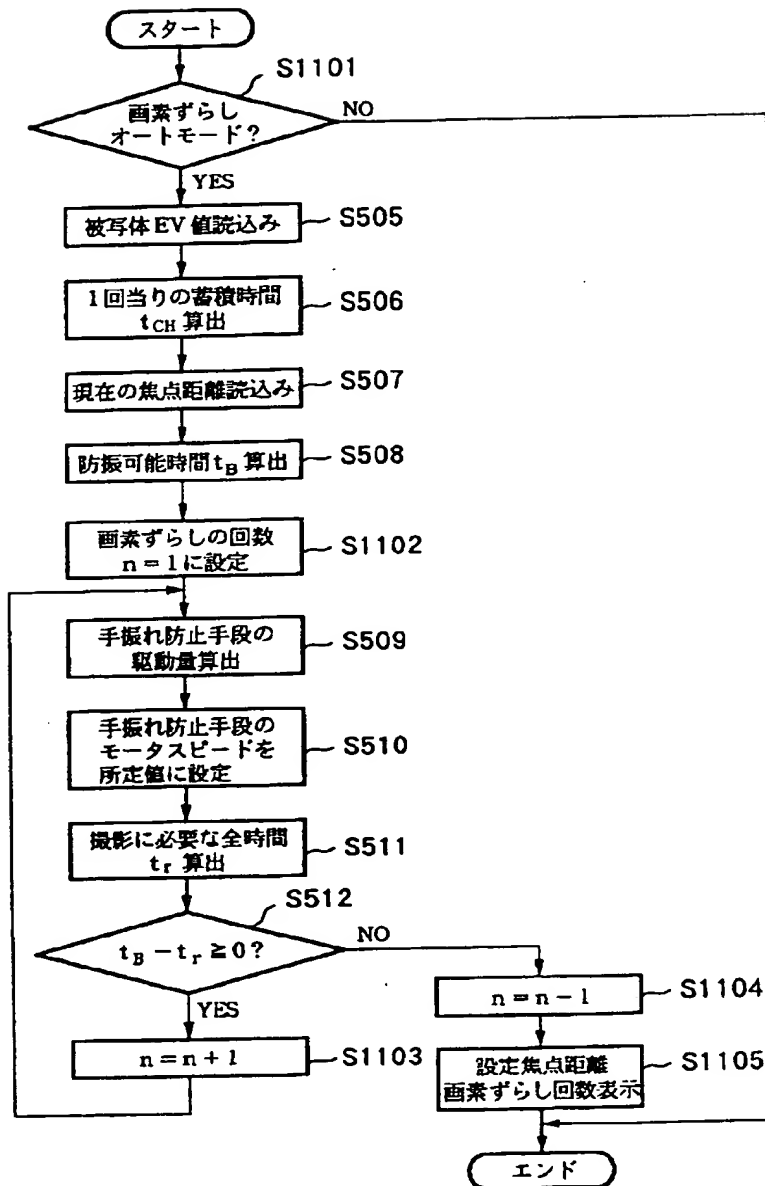 スタート
S1101
画素ずらし
オートモード?
NO
YES
被写体EV値読込み
S505
1回当りの蓄積時間
tCH 算出
S506
現在の焦点距離読込み
S507
防振可能時間 tB 算出
S508
画素ずらしの回数
n=1に設定
S1102
手振れ防止手段の
駆動量算出
S509
手振れ防止手段の
モータスピードを
所定値に設定
S510
撮影に必要な全時間
tr 算出
S511
S512
tB-tr≧0?
NO
YES
n=n+1
S1103
n=n-1
S1104
設定焦点距離
画素ずらし回数表示
S1105
エンド